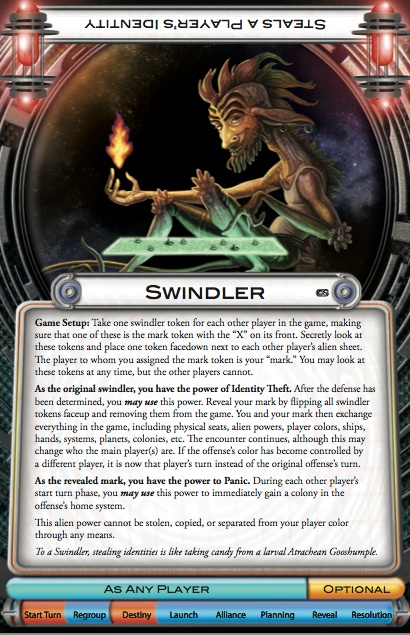 STEALS A PLAYER'S IDENTITY
SWINDLER
Game Setup: Take one swindler token for each other player in the game, making
sure that one of these is the mark token with the “X” on its front. Secretly look at
these tokens and place one token facedown next to each other player's alien sheet.
The player to whom you assigned the mark token is your “mark.” You may look at
these tokens at any time, but the other players cannot.
As the original swindler, you have the power of Identity Theft. After the defense has
been determined, you may use this power. Reveal your mark by flipping all swindler
tokens faceup and removing them from the game. You and your mark then exchange
everything in the game, including physical seats, alien powers, player colors, ships,
hands, systems, planets, colonies, etc. The encounter continues, although this may
change who the main player(s) are. If the offense's color has become controlled by
a different player, it is now that player's turn instead of the original offense's turn.
As the revealed mark, you have the power to Panic. During each other player's
start turn phase, you may use this power to immediately gain a colony in the
offense's home system.
This alien power cannot be stolen, copied, or separated from your player color
through any means.
To a Swindler, stealing identities is like taking candy from a larval Atrachean Gooshumple.
AS ANY PLAYER
OPTIONAL
Start Turn Regroup Destiny Launch Alliance Planning Reveal Resolution